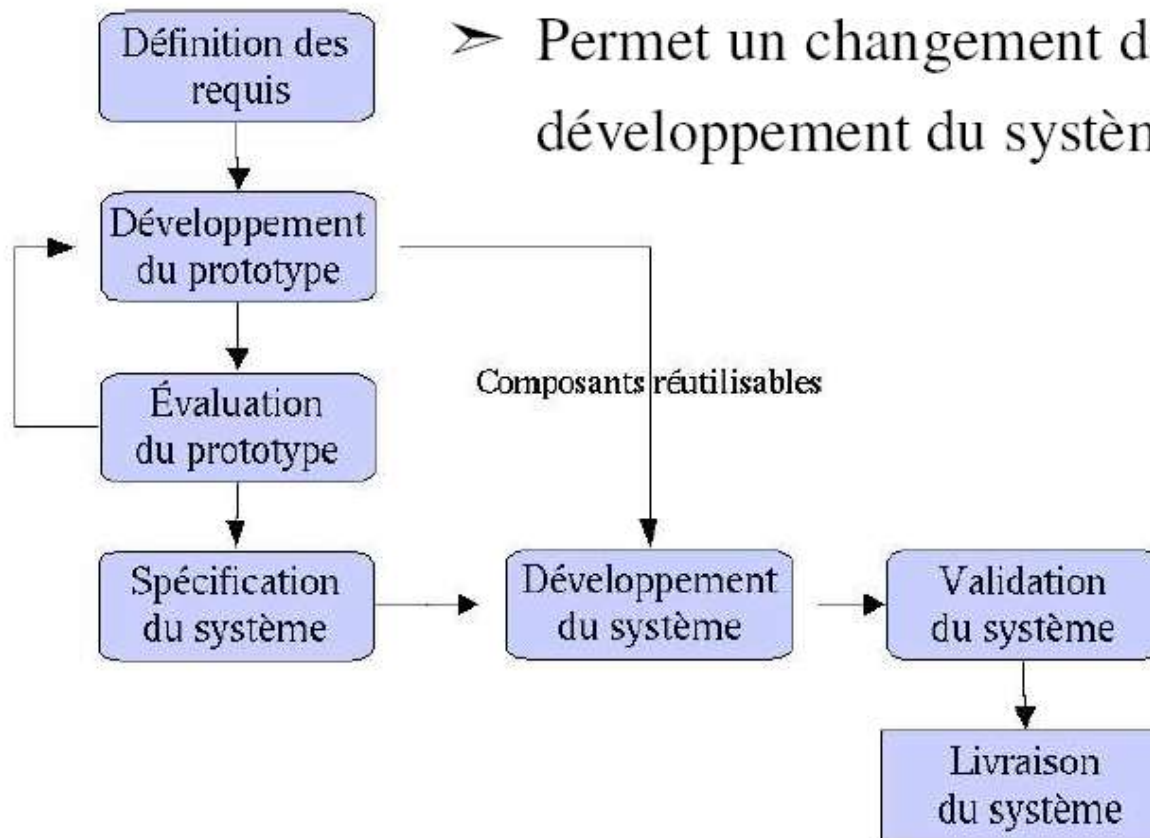 Définition des
requis
➢ Permet un changement d
développement du systèm
Développement
du prototype
Composants réutilisables
Évaluation
du prototype
Spécification
du système
Développement
du système
Validation
du système
Livraison
du système